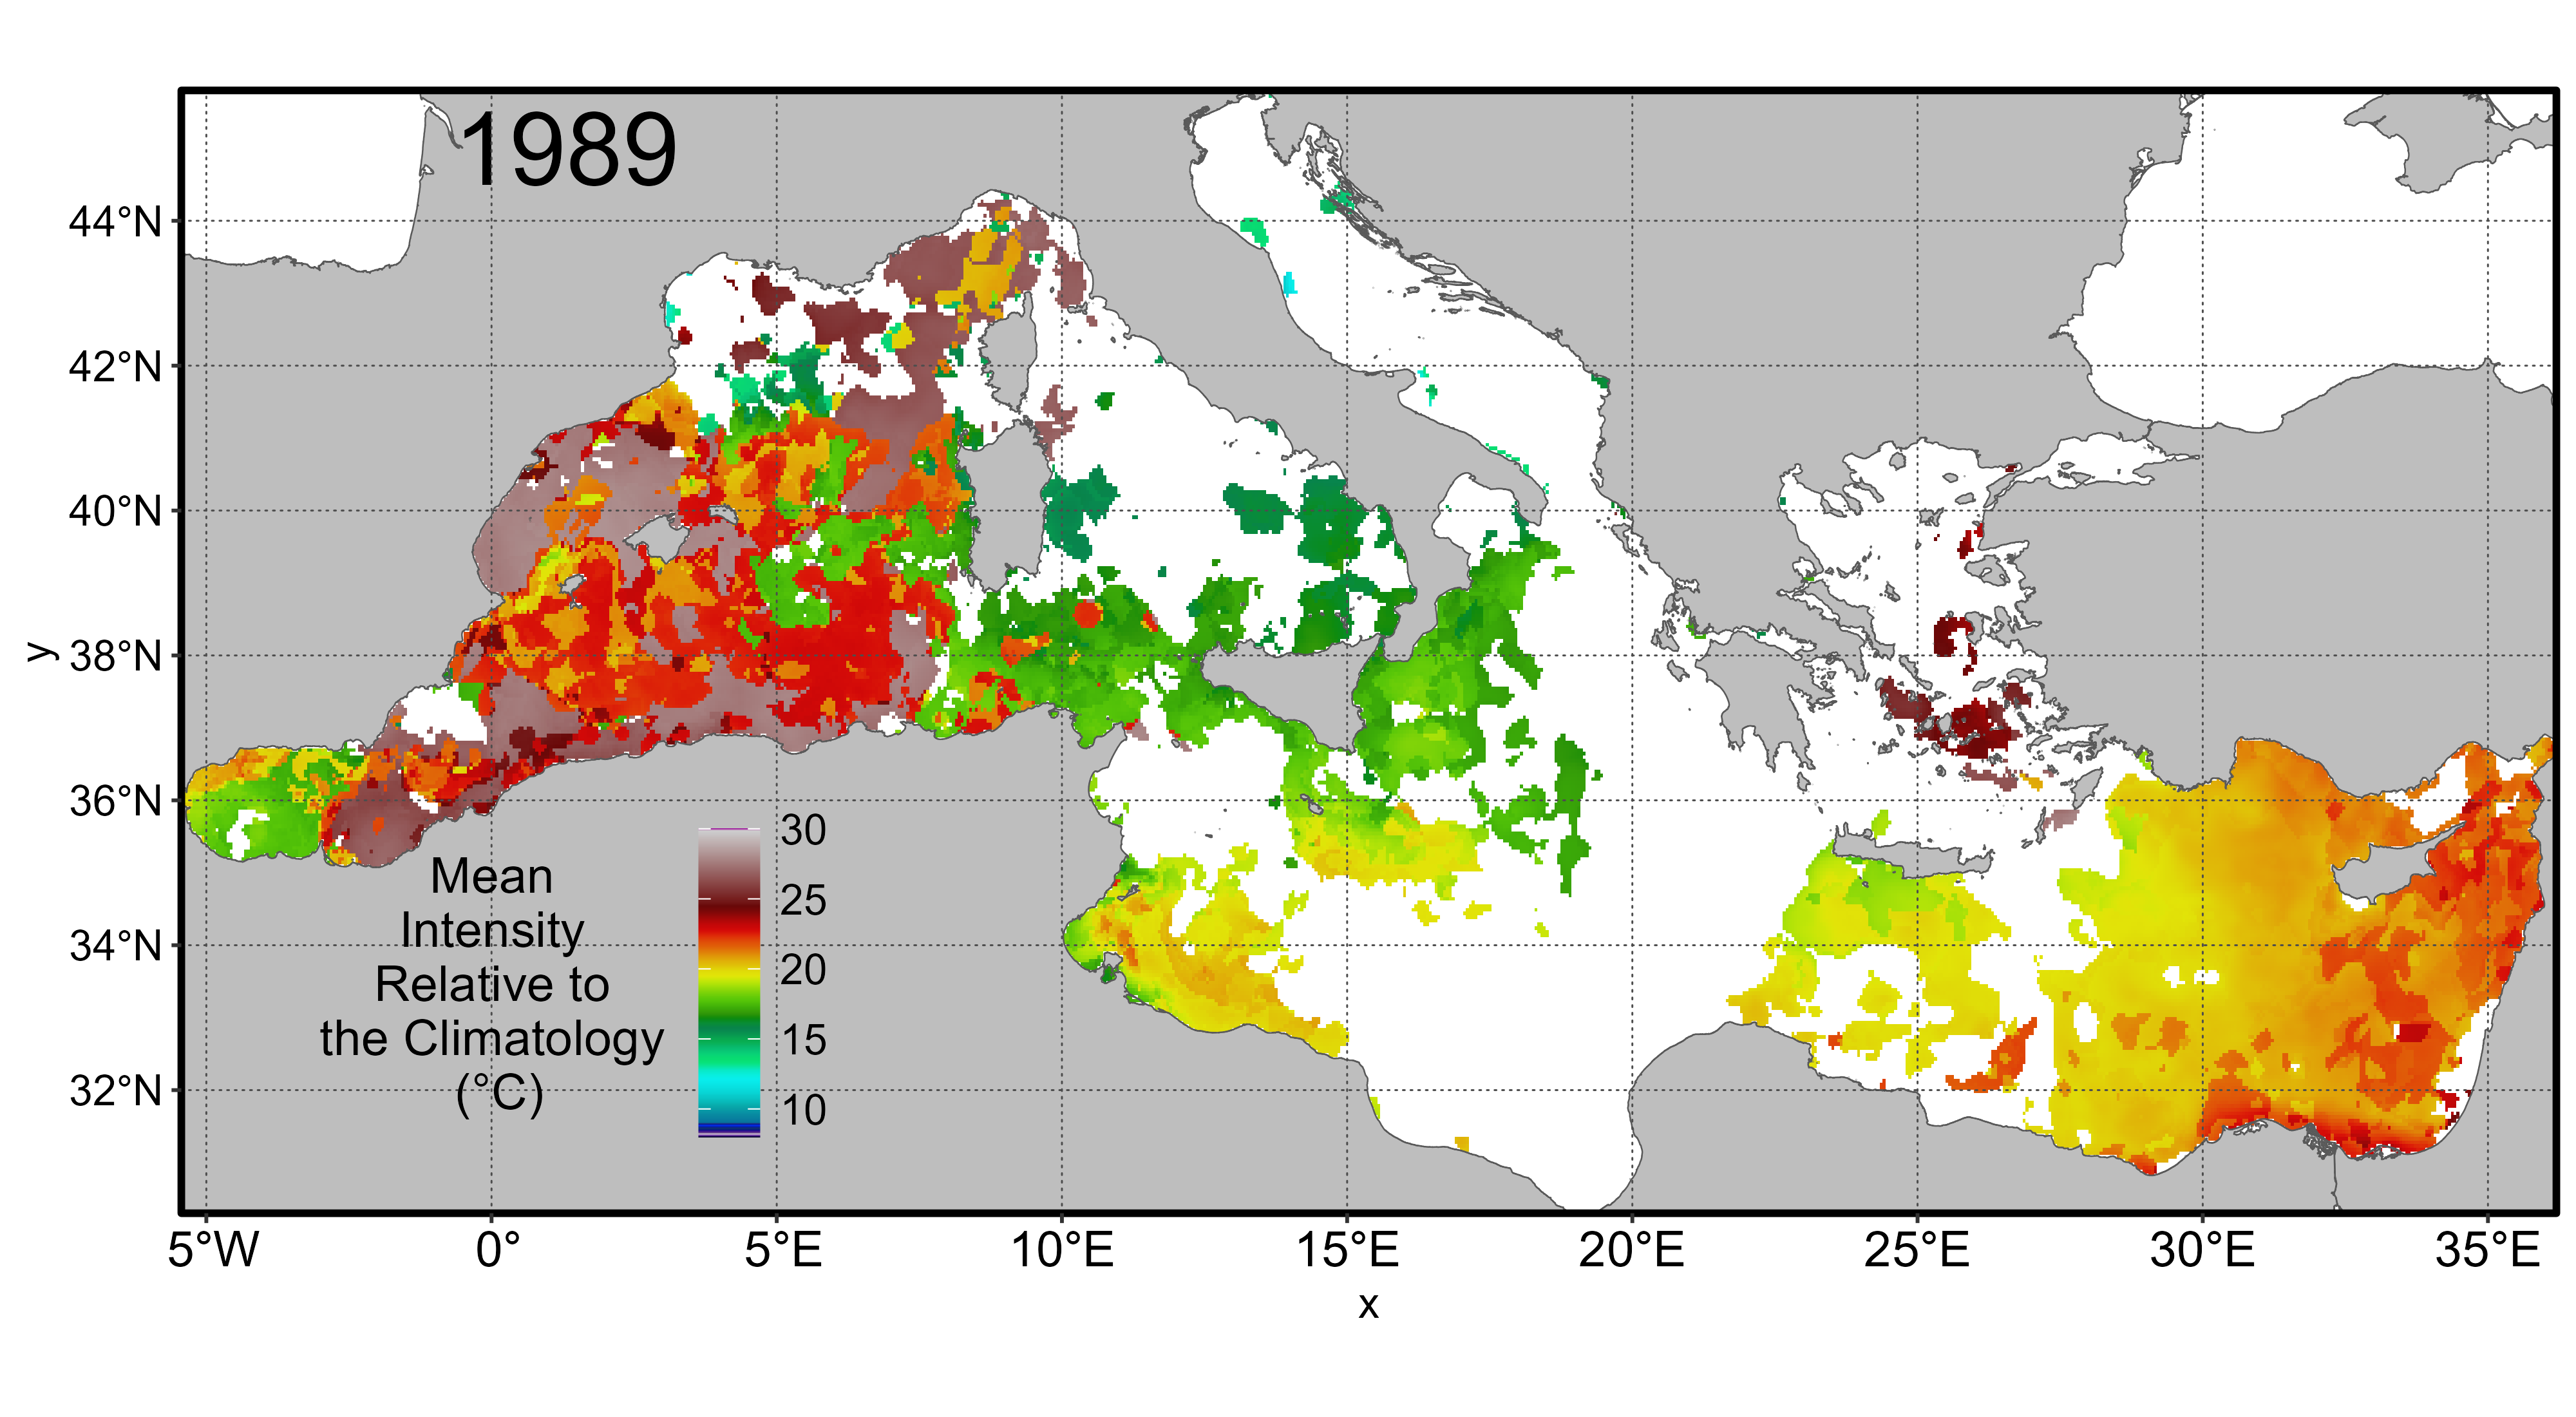 1989
44°N
42°N
40°N
38°N
36°N
34°N
32°N
y
Mean
Intensity
Relative to
the Climatology
(°C)
30
25
20
15
10
5°W
0°
5°E
10°E
15°E
20°E
25°E
30°E
35°E
x